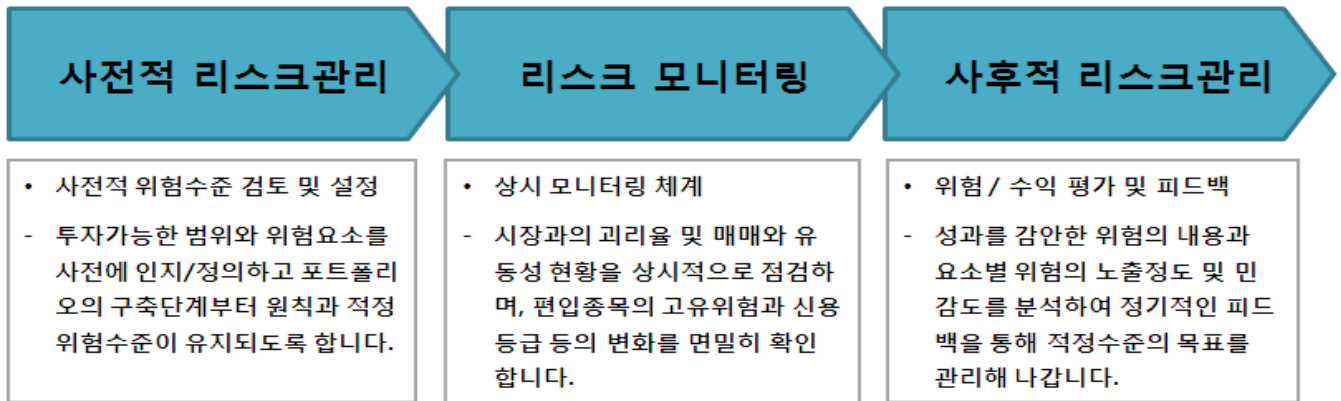 사전적 리스크관리
리스크 모니터링
사후적 리스크관리
• 사전적 위험수준 검토 및 설정
- 투자가능한 범위와 위험요소를
사전에 인지/정의하고 포트폴리
오의 구축단계부터 원칙과 적정
위험수준이 유지되도록 합니다.
• 상시 모니터링 체계
- 시장과의 괴리율 및 매매와 유
동성 현황을 상시적으로 점검하
며, 편입종목의 고유위험과 신용
등급 등의 변화를 면밀히 확인
합니다.
• 위험 / 수익 평가 및 피드백
- 성과를 감안한 위험의 내용과
요소별 위험의 노출정도 및 민
감도를 분석하여 정기적인 피드
백을 통해 적정수준의 목표를
관리해 나갑니다.